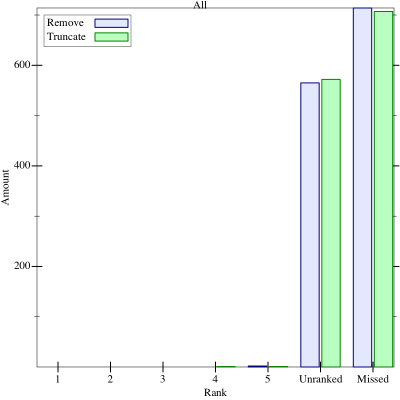 All
Remove
Truncate
600
400
200
Amount
1 2 3 4 5 Unranked Missed
Rank